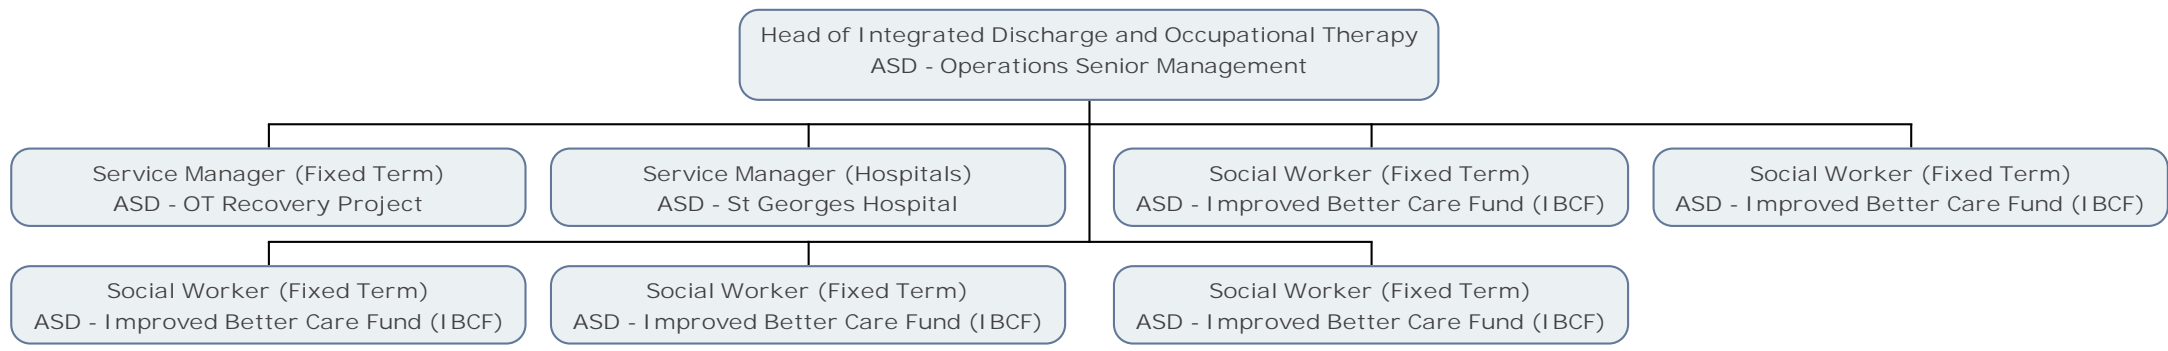 Head of Integrated Discharge and Occupational Therapy
ASD - Operations Senior Management
Service Manager (Fixed Term)
ASD - OT Recovery Project
Service Manager (Hospitals)
ASD - St Georges Hospital
Social Worker (Fixed Term)
ASD - Improved Better Care Fund (IBCF)
Social Worker (Fixed Term)
ASD - Improved Better Care Fund (IBCF)
Social Worker (Fixed Term)
ASD - Improved Better Care Fund (IBCF)
Social Worker (Fixed Term)
ASD - Improved Better Care Fund (IBCF)
Social Worker (Fixed Term)
ASD - Improved Better Care Fund (IBCF)